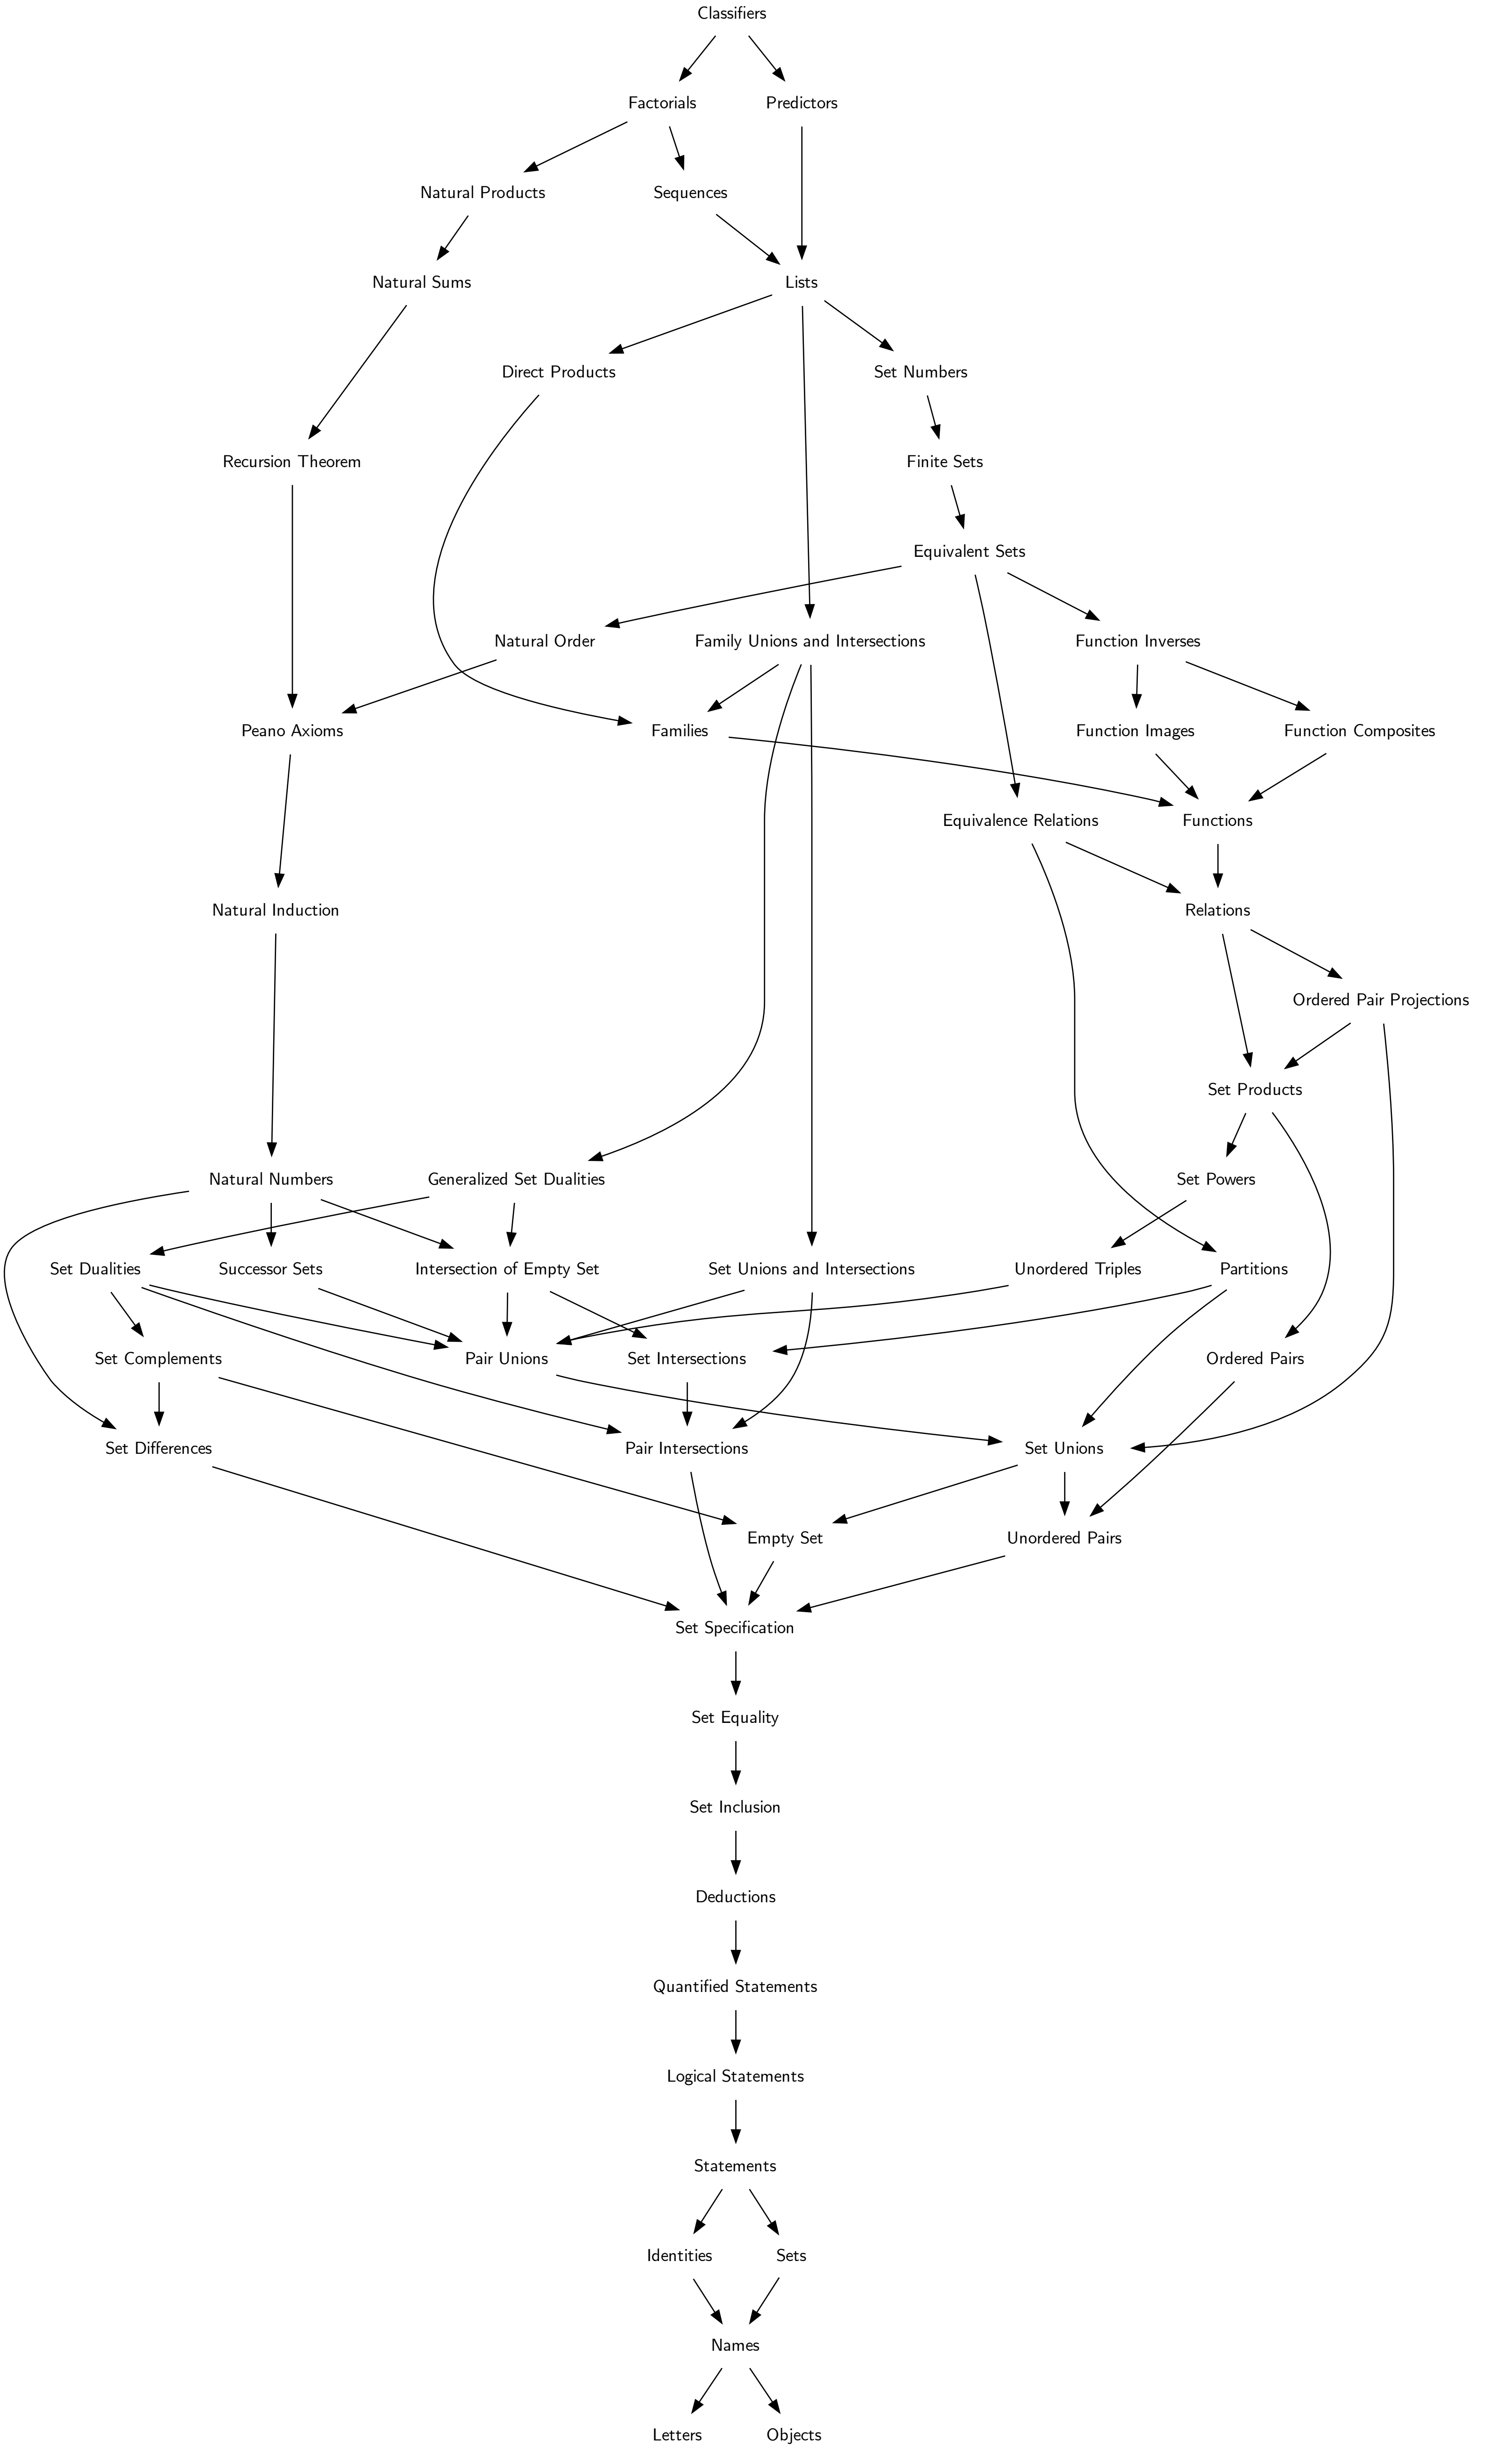 Classifiers
Factorials
Predictors
Natural Products
Sequences
Natural Sums
Lists
Direct Products
Set Numbers
Recursion Theorem
Finite Sets
Equivalent Sets
Natural Order
Family Unions and Intersections
Function Inverses
Peano Axioms
Families
Function Images
Function Composites
Equivalence Relations
Functions
Natural Induction
Relations
Ordered Pair Projections
Set Products
Natural Numbers
Generalized Set Dualities
Set Powers
Set Dualities
Successor Sets
Intersection of Empty Set
Set Unions and Intersections
Unordered Triples
Partitions
Set Complements
Pair Unions
Set Intersections
Ordered Pairs
Set Differences
Pair Intersections
Set Unions
Empty Set
Unordered Pairs
Set Specification
Set Equality
Set Inclusion
Deductions
Quantified Statements
Logical Statements
Statements
Identities
Sets
Names
Letters
Objects